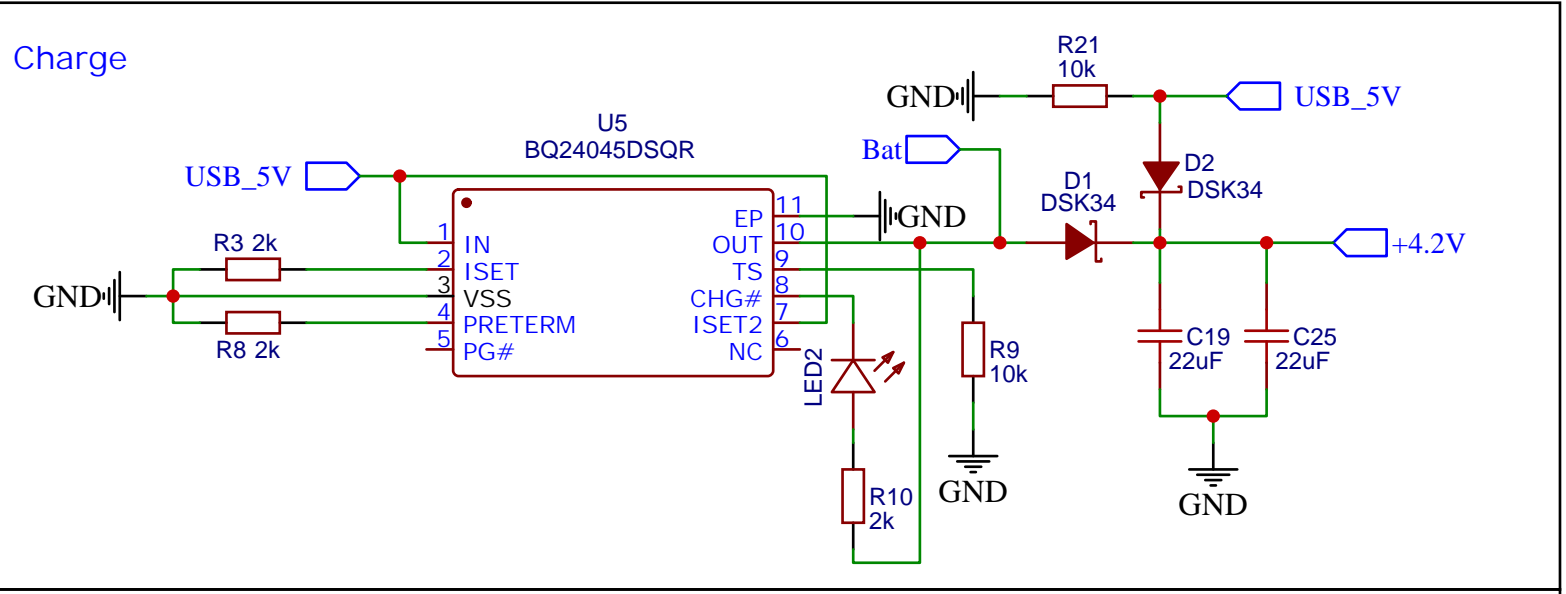 Charge
R21
10k
GND
USB_5V
U5
BQ24045DSQR
Bat
USB_5V
D2
DSK34
D1
DSK34
11
EP
GND
1
IN
10
OUT
+4.2V
R3 2k
2
ISET
9
TS
GND
3
VSS
8
CHG#
4
PRETERM
7
ISET2
R8 2k
5
PG#
6
NC
LED2
R9
10k
C19
22uF
C25
22uF
R10
2k
GND
GND